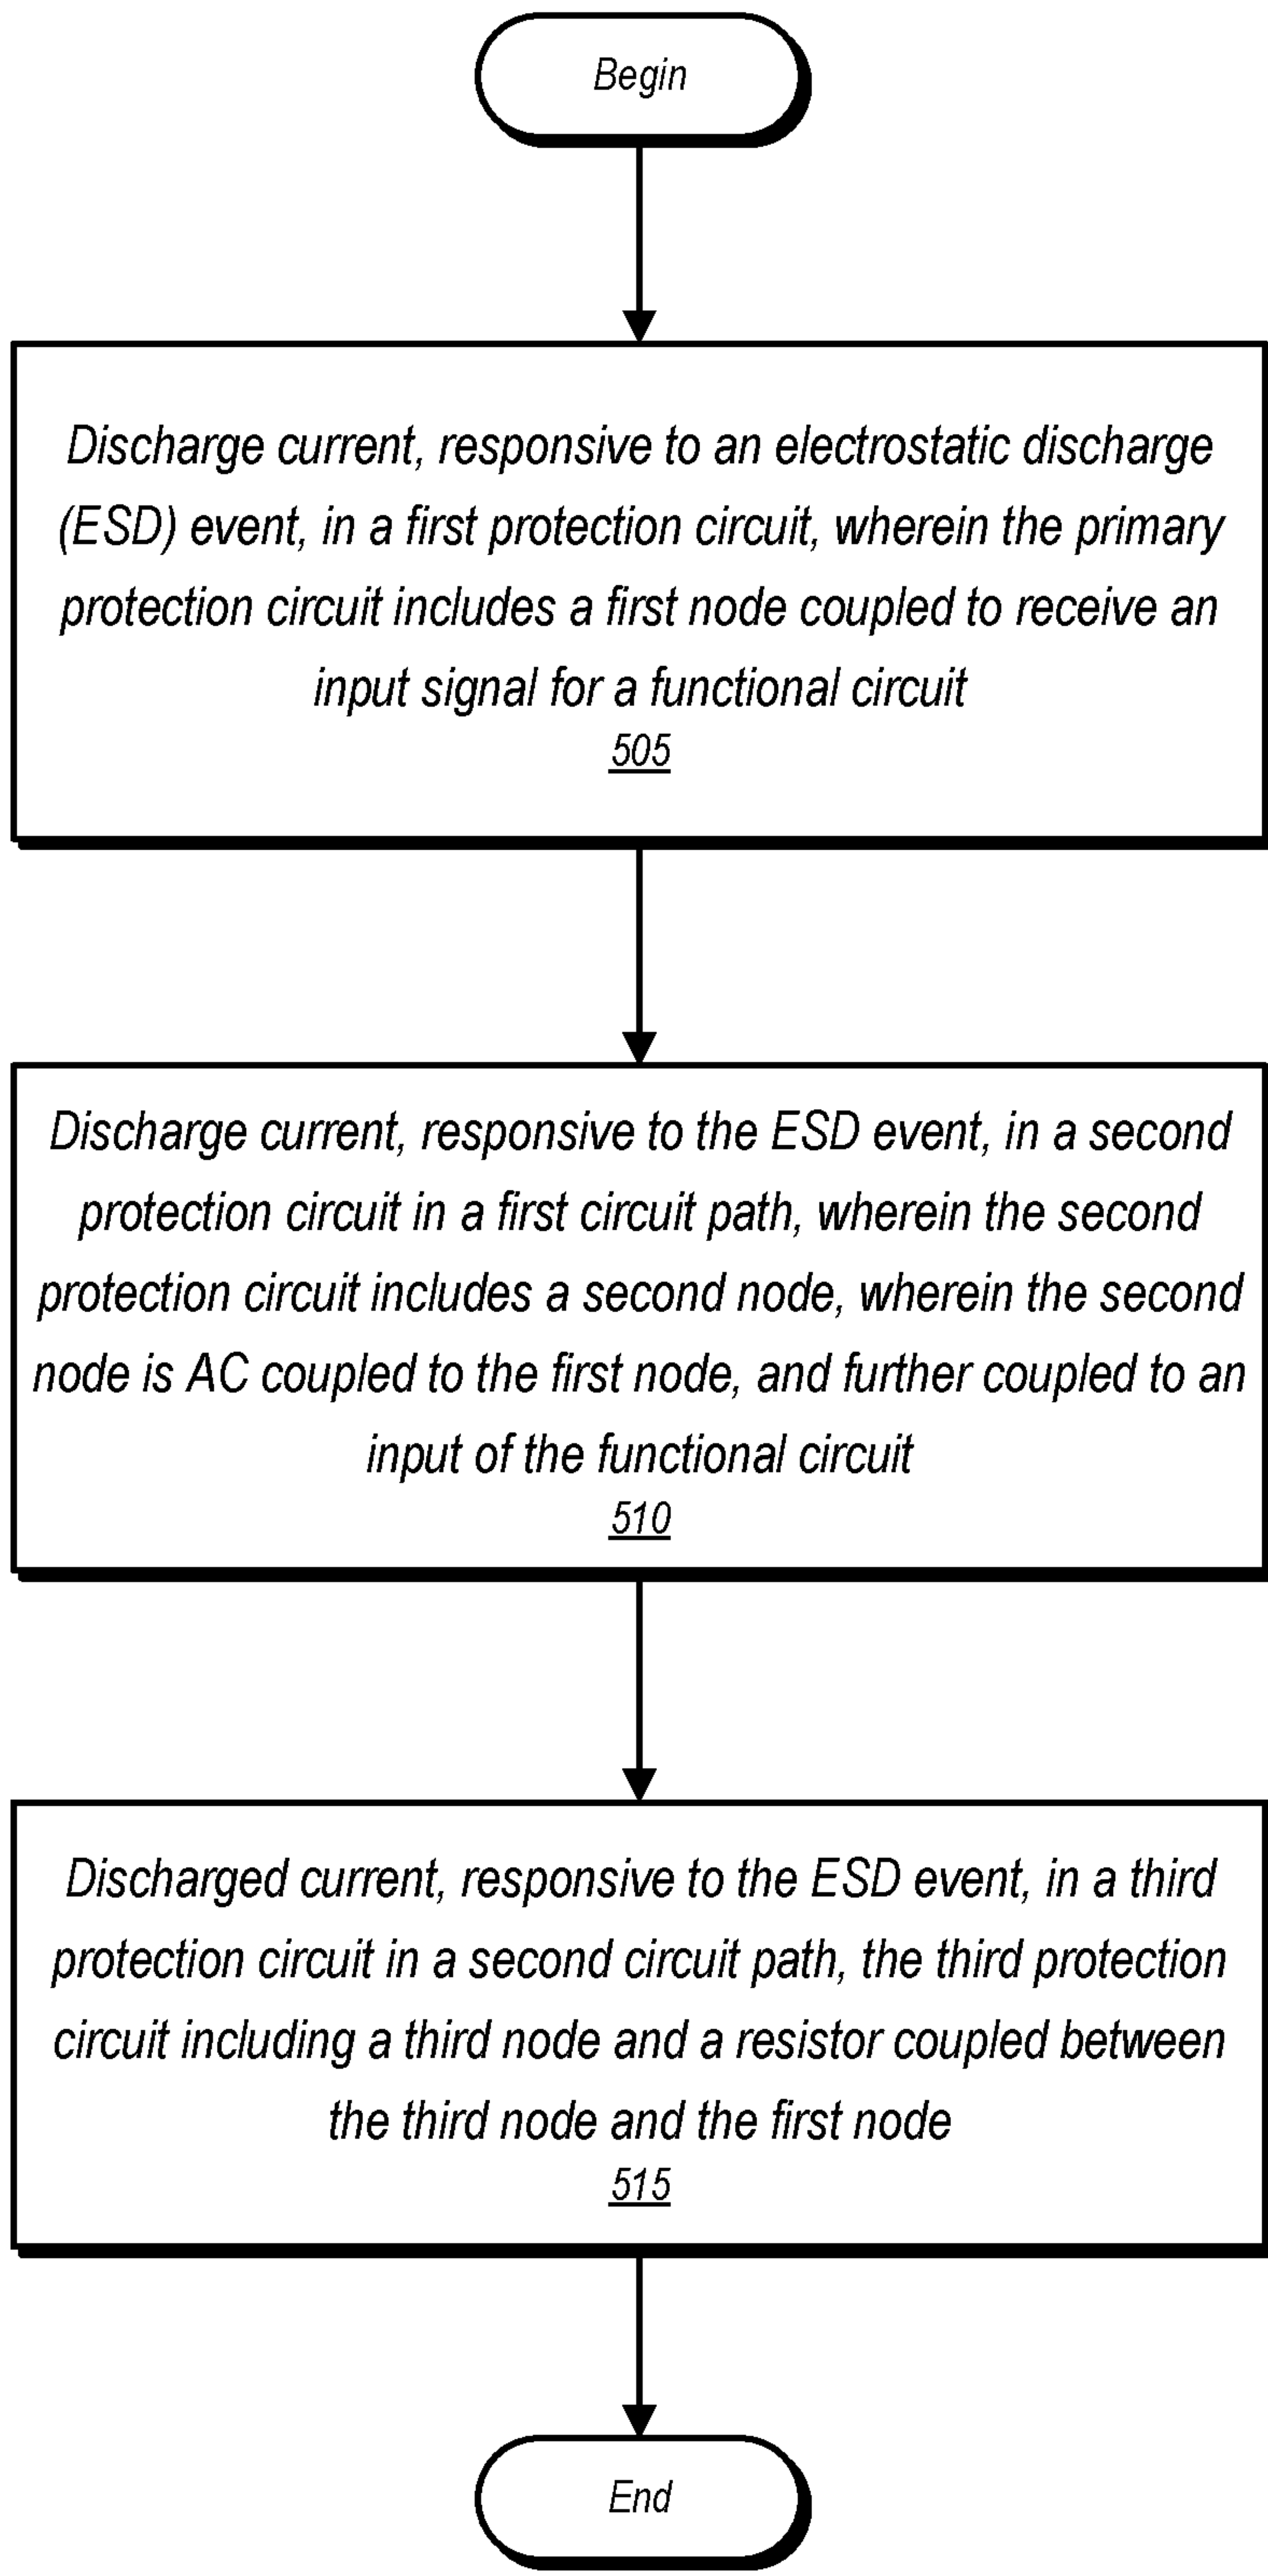 Begin
Discharge current, responsive to an electrostatic discharge
(ESD) event, in a first protection circuit, wherein the primary
protection circuit includes a first node coupled to receive an
input signal for a functional circuit
505
Discharge current, responsive to the ESD event, in a second
protection circuit in a first circuit path, wherein the second
protection circuit includes a second node, wherein the second
node is AC coupled to the first node, and further coupled to an
input of the functional circuit
510
Discharged current, responsive to the ESD event, in a third
protection circuit in a second circuit path, the third protection
circuit including a third node and a resistor coupled between
the third node and the first node
515
End